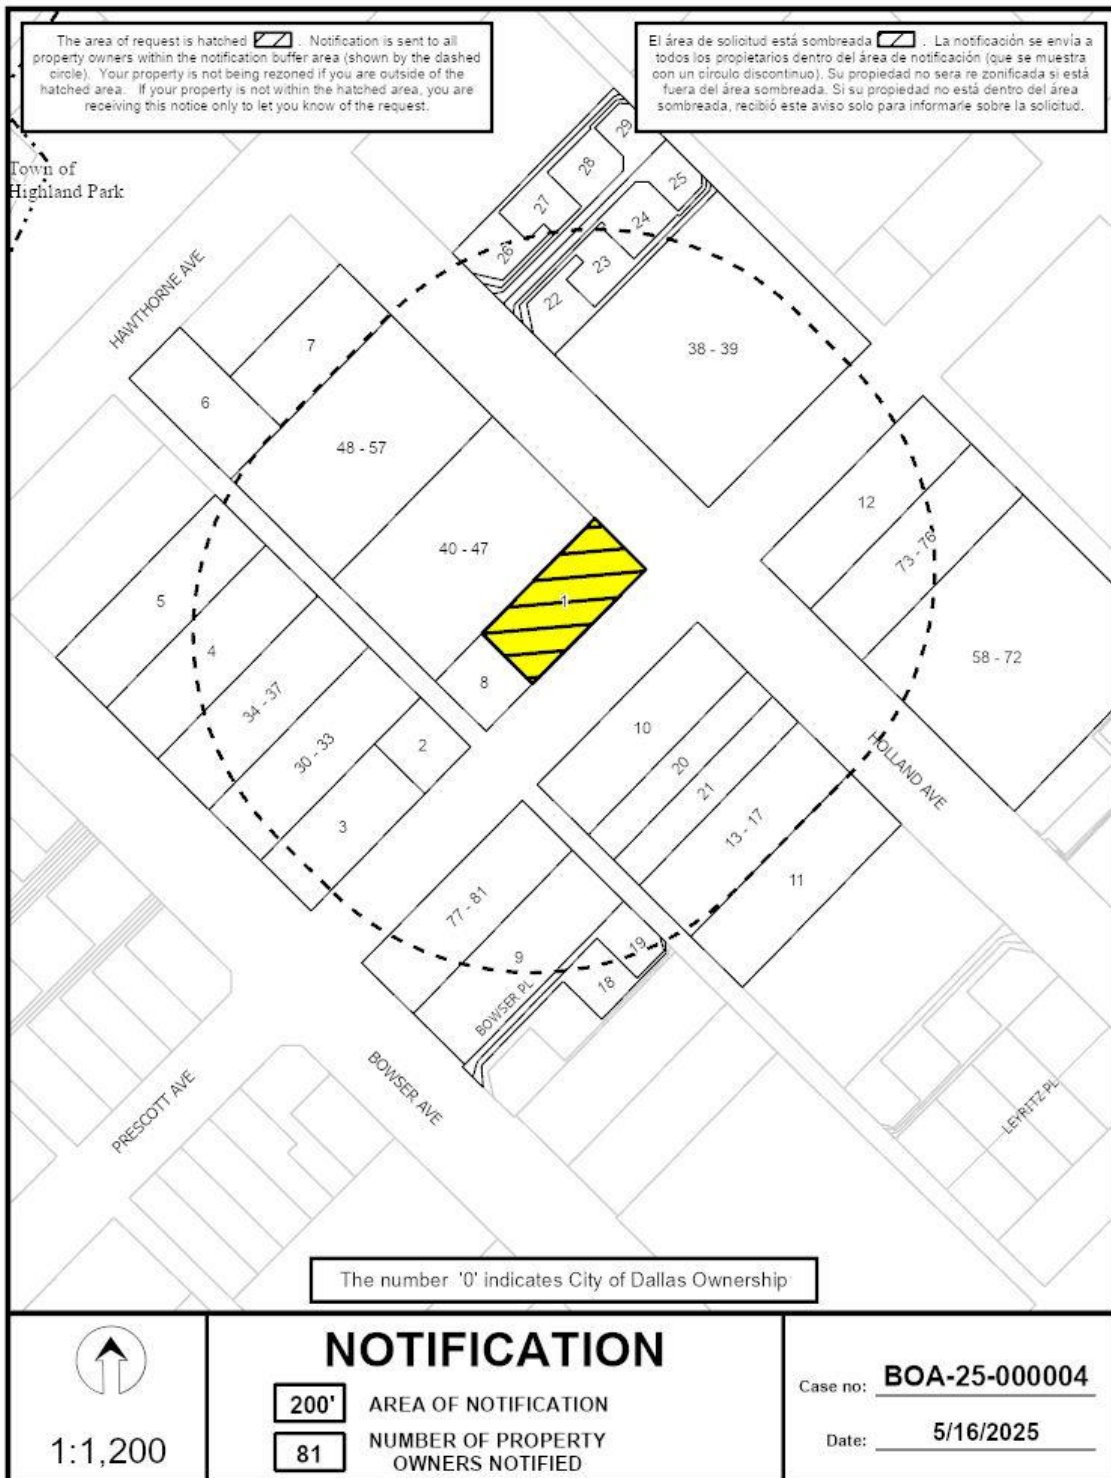 The area of request is hatched . Notification is sent to all
property owners within the notification buffer area (shown by the dashed
circle). Your property is not being rezoned if you are outside of the
hatched area. If your property is not within the hatched area, you are
receiving this notice only to let you know of the request.
El área de solicitud está sombreada . La notificación se envía a
todos los propietarios dentro del área de notificación (que se muestra
con un círculo discontinuo). Su propiedad no sera re zonificada si está
fuera del área sombreada. Si su propiedad no está dentro del área
sombreada, recibió este aviso solo para informarle sobre la solicitud.
Town of
Highland Park
HAWTHORNE AVE
29
28
27
26
25
24
23
22
38 - 39
7
6
48 - 57
40 - 47
1
8
12
73 - 76
58 - 72
5
4
34 - 37
30 - 33
2
3
10
20
21
13 - 17
11
HOLLAND AVE
77 - 81
9
19
18
BOWSER PL
BOWSER AVE
PRESCOTT AVE
LEYRITZ PL
The number '0' indicates City of Dallas Ownership
1:1,200
NOTIFICATION
200' AREA OF NOTIFICATION
81 NUMBER OF PROPERTY
OWNERS NOTIFIED
Case no: BOA-25-000004
Date: 5/16/2025